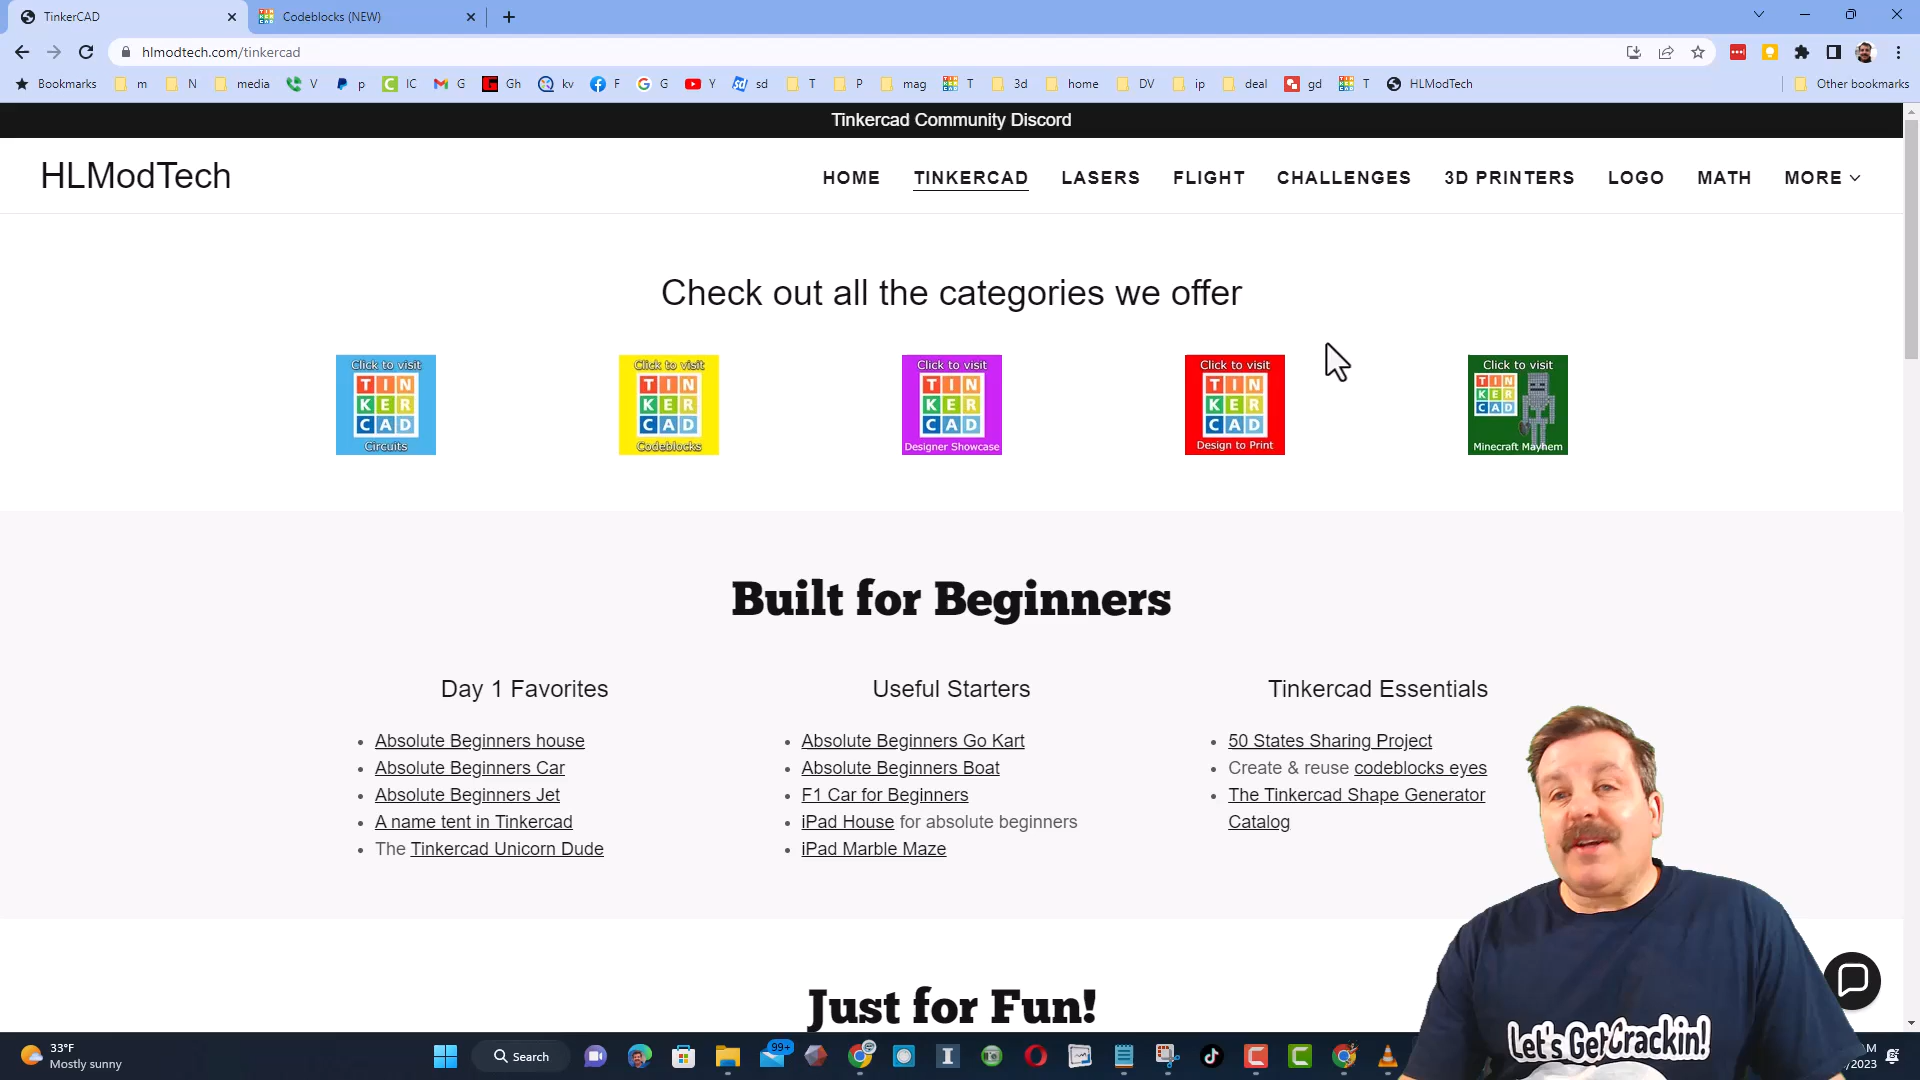 TinkerCAD
Codeblocks (NEW)
hlmodtech.com/tinkercad
Bookmarks m N media V p IC G Gh kv F G Y sd T P mag T 3d home DV ip deal gd T HLModTech Other bookmarks
Tinkercad Community Discord
HLModTech
HOME TINKERCAD LASERS FLIGHT CHALLENGES 3D PRINTERS LOGO MATH MORE
Check out all the categories we offer
Click to visit
TIN
KER
CAD
Circuits
Click to visit
TIN
KER
CAD
Codeblocks
Click to visit
TIN
KER
CAD
Designer Showcase
Click to visit
TIN
KER
CAD
Design to Print
Click to visit
TIN
KER
CAD
Minecraft Mayhem
Built for Beginners
Day 1 Favorites
Absolute Beginners house
Absolute Beginners Car
Absolute Beginners Jet
A name tent in Tinkercad
The Tinkercad Unicorn Dude
Useful Starters
Absolute Beginners Go Kart
Absolute Beginners Boat
F1 Car for Beginners
iPad House for absolute beginners
iPad Marble Maze
Tinkercad Essentials
50 States Sharing Project
Create & reuse codeblocks eyes
The Tinkercad Shape Generator
Catalog
Just for Fun!
Let's Get Crackin!
33°F
Mostly sunny
Search
99+
M
/2023